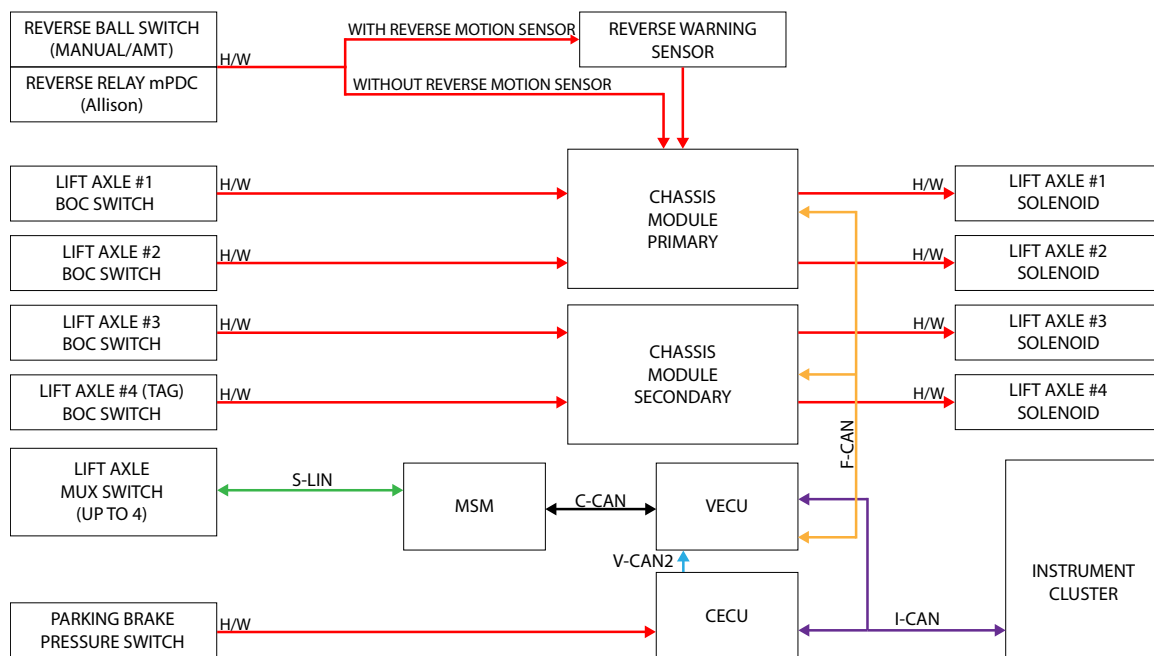 REVERSE BALL SWITCH
(MANUAL/AMT)
REVERSE RELAY mPDC
(Allison)
H/W
WITH REVERSE MOTION SENSOR
WITHOUT REVERSE MOTION SENSOR
REVERSE WARNING
SENSOR
LIFT AXLE #1
BOC SWITCH
H/W
LIFT AXLE #2
BOC SWITCH
H/W
CHASSIS
MODULE
PRIMARY
H/W
LIFT AXLE #1
SOLENOID
H/W
LIFT AXLE #2
SOLENOID
LIFT AXLE #3
BOC SWITCH
H/W
LIFT AXLE #4 (TAG)
BOC SWITCH
H/W
CHASSIS
MODULE
SECONDARY
H/W
LIFT AXLE #3
SOLENOID
H/W
LIFT AXLE #4
SOLENOID
F-CAN
LIFT AXLE
MUX SWITCH
(UP TO 4)
S-LIN
MSM
C-CAN
VECU
V-CAN2
PARKING BRAKE
PRESSURE SWITCH
H/W
CECU
I-CAN
INSTRUMENT
CLUSTER